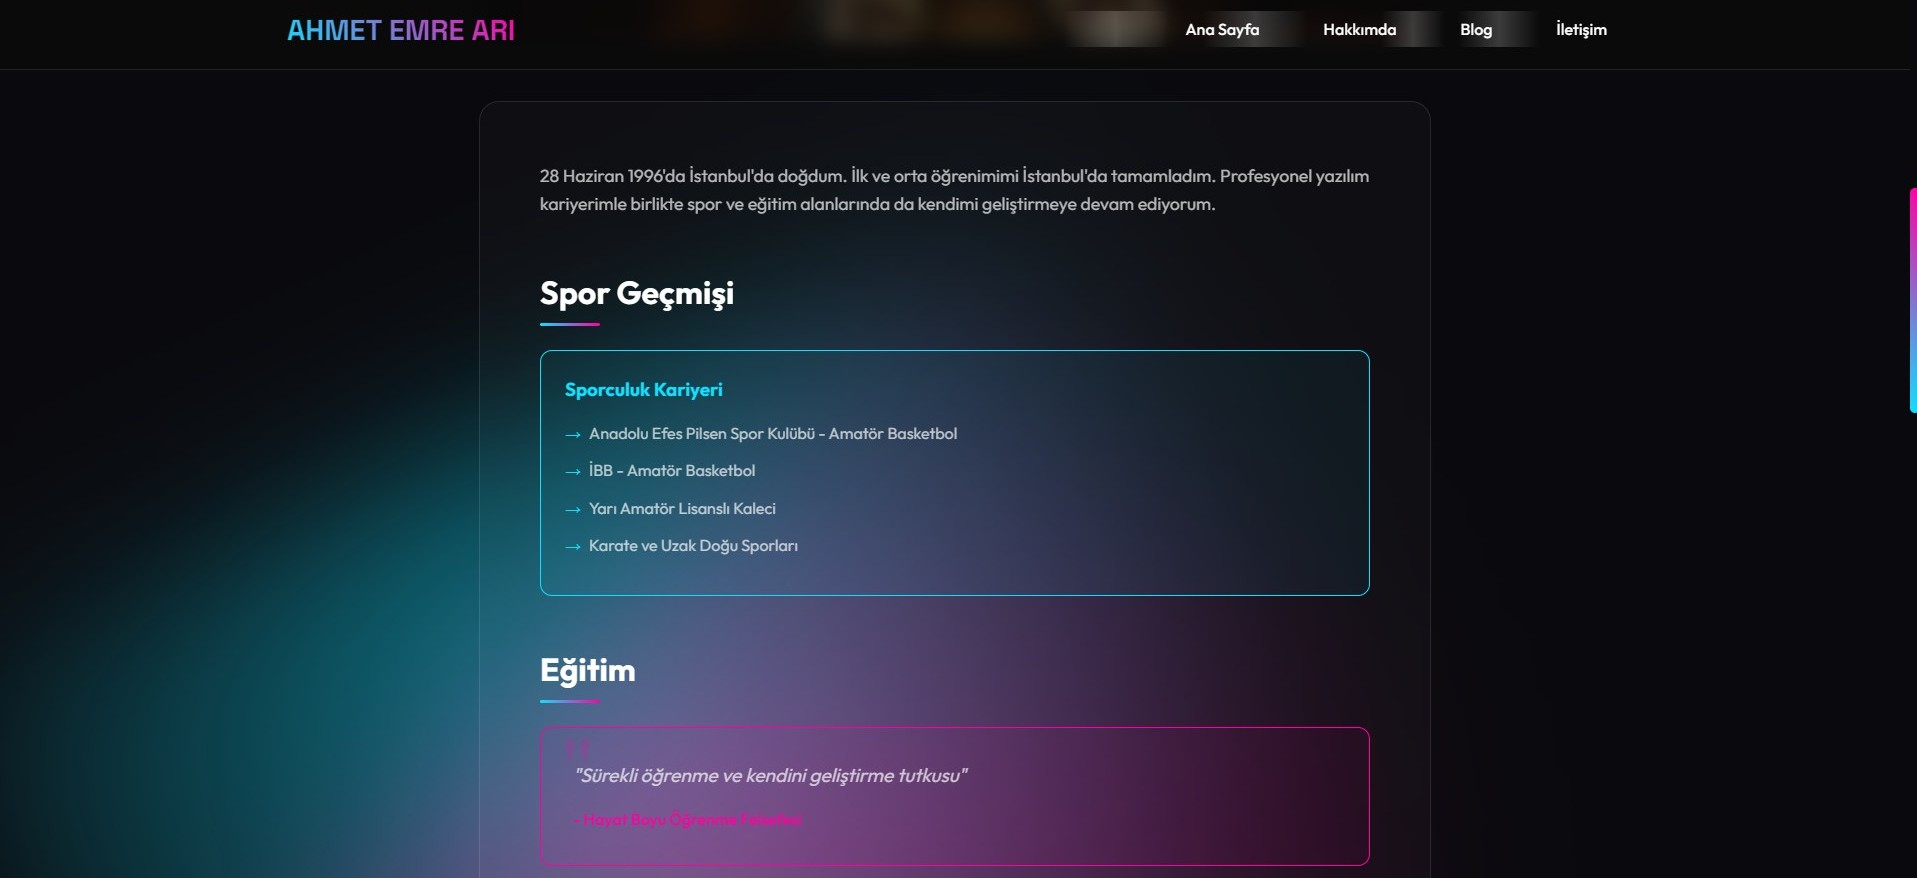 AHMET EMRE ARI
Ana Sayfa Hakkımda Blog İletişim
28 Haziran 1996'da İstanbul'da doğdum. İlk ve orta öğrenimimi İstanbul'da tamamladım. Profesyonel yazılım
kariyerimle birlikte spor ve eğitim alanlarında da kendimi geliştirmeye devam ediyorum.
Spor Geçmişi
Sporculuk Kariyeri
→ Anadolu Efes Pilsen Spor Kulübü - Amatör Basketbol
→ İBB - Amatör Basketbol
→ Yarı Amatör Lisanslı Kaleci
→ Karate ve Uzak Doğu Sporları
Eğitim
"Sürekli öğrenme ve kendini geliştirme tutkusu"
- Hayat Boyu Öğrenme Felsefesi